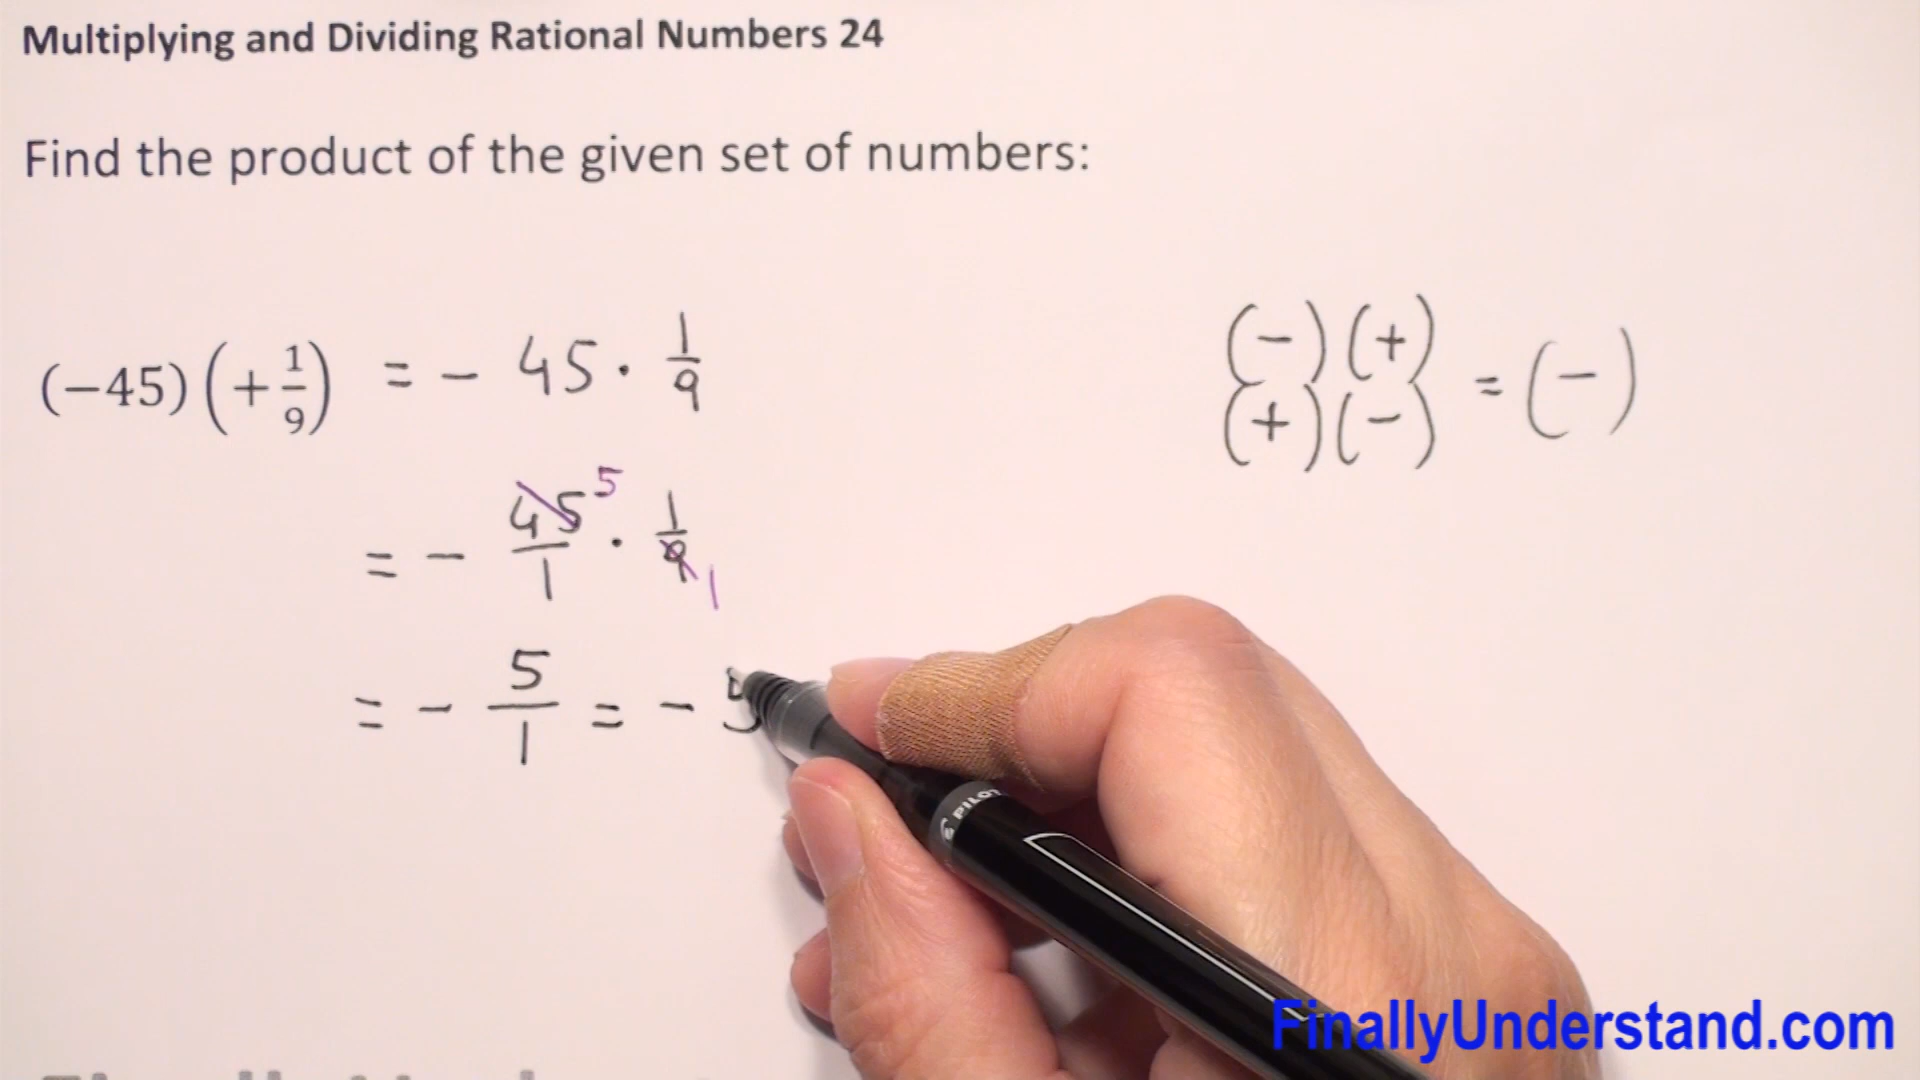 Multiplying and Dividing Rational Numbers 24
Find the product of the given set of numbers:
(−45)(+1/9) = − 45 · 1/9
(−)(+)
(+)(−) = (−)
= − 45/1 · 1/9
5
1
= − 5/1 = − 5
PILOT
FinallyUnderstand.com